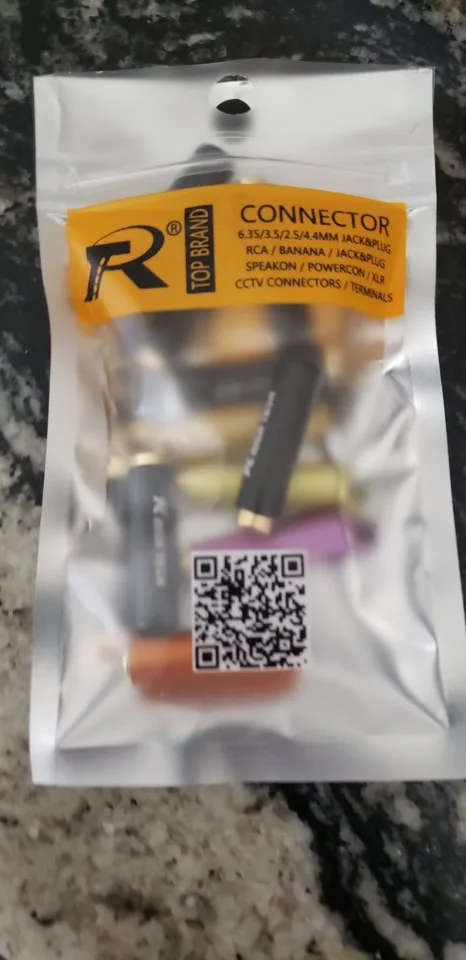 R®
TOP BRAND
CONNECTOR
6.35/3.5/2.5/4.4MM JACK&PLUG
RCA / BANANA / JACK&PLUG
SPEAKON / POWERCON / XLR
CCTV CONNECTORS / TERMINALS